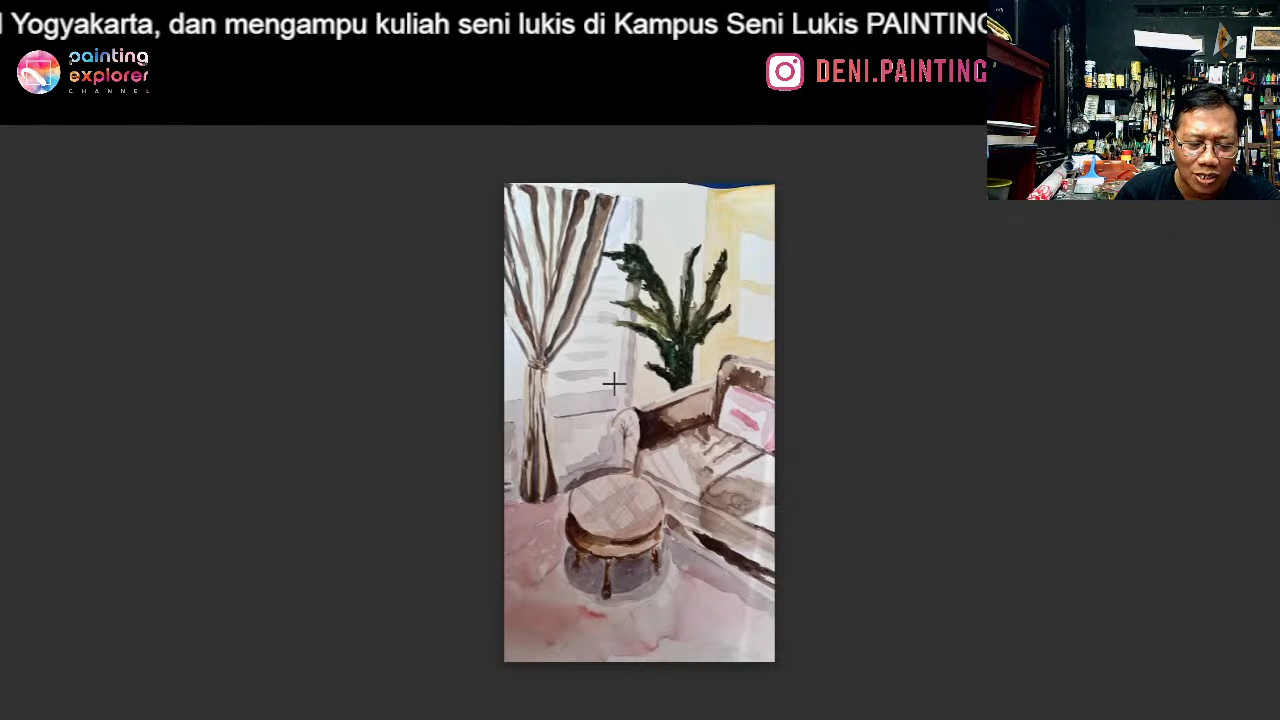 Yogyakarta, dan mengampu kuliah seni lukis di Kampus Seni Lukis PAINTING
painting
explorer
CHANNEL
DENI.PAINTING